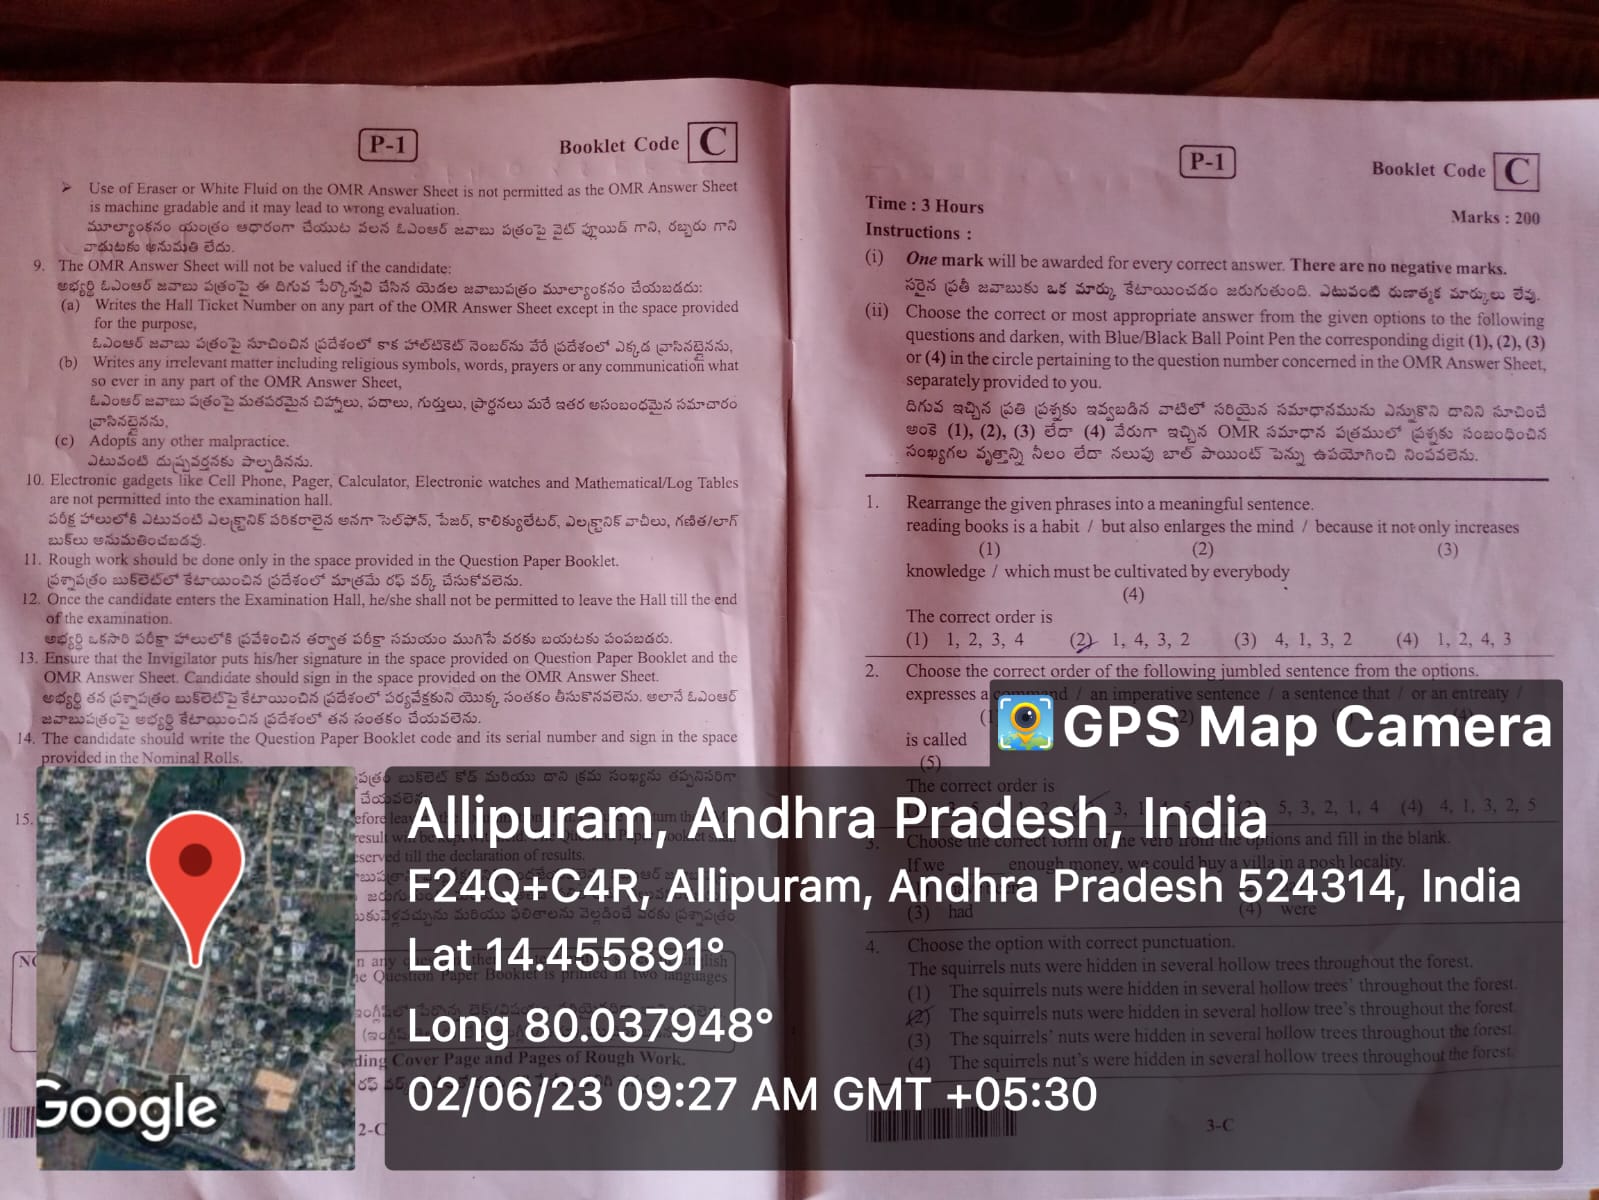 P-1
Booklet Code C
➤ Use of Eraser or White Fluid on the OMR Answer Sheet is not permitted as the OMR Answer Sheet
is machine gradable and it may lead to wrong evaluation.
మూల్యాంకనం యంత్రం ఆధారంగా చేయుట వలన ఓఎంఆర్ జవాబు పత్రంపై వైట్ ఫ్లూయిడ్ గాని, రబ్బరు గాని
వాడుటకు అనుమతి లేదు.
9. The OMR Answer Sheet will not be valued if the candidate:
అభ్యర్థి ఓఎంఆర్ జవాబు పత్రంపై ఈ దిగువ పేర్కొన్నవి చేసిన యెడల జవాబుపత్రం మూల్యాంకనం చేయబడదు:
(a) Writes the Hall Ticket Number on any part of the OMR Answer Sheet except in the space provided
for the purpose,
ఓఎంఆర్ జవాబు పత్రంపై సూచించిన ప్రదేశంలో కాక హాల్‌టికెట్ నెంబర్‌ను వేరే ప్రదేశంలో ఎక్కడ వ్రాసినట్లైనను,
(b) Writes any irrelevant matter including religious symbols, words, prayers or any communication what
so ever in any part of the OMR Answer Sheet,
ఓఎంఆర్ జవాబు పత్రంపై మతపరమైన చిహ్నాలు, పదాలు, గుర్తులు, ప్రార్థనలు మరే ఇతర అసంబంధమైన సమాచారం
వ్రాసినట్లైనను,
(c) Adopts any other malpractice.
ఎటువంటి దుష్ప్రవర్తనకు పాల్పడినను.
10. Electronic gadgets like Cell Phone, Pager, Calculator, Electronic watches and Mathematical/Log Tables
are not permitted into the examination hall.
పరీక్ష హాలులోకి ఎటువంటి ఎలక్ట్రానిక్ పరికరాలైన అనగా సెల్‌ఫోన్, పేజర్, కాలిక్యులేటర్, ఎలక్ట్రానిక్ వాచీలు, గణిత/లాగ్
బుక్‌లు అనుమతించబడవు.
11. Rough work should be done only in the space provided in the Question Paper Booklet.
ప్రశ్నాపత్రం బుక్‌లెట్‌లో కేటాయించిన ప్రదేశంలో మాత్రమే రఫ్ వర్క్ చేసుకోవలెను.
12. Once the candidate enters the Examination Hall, he/she shall not be permitted to leave the Hall till the end
of the examination.
అభ్యర్థి ఒకసారి పరీక్షా హాలులోకి ప్రవేశించిన తర్వాత పరీక్షా సమయం ముగిసే వరకు బయటకు పంపబడరు.
13. Ensure that the Invigilator puts his/her signature in the space provided on Question Paper Booklet and the
OMR Answer Sheet. Candidate should sign in the space provided on the OMR Answer Sheet.
అభ్యర్థి తన ప్రశ్నాపత్రం బుక్‌లెట్‌పై కేటాయించిన ప్రదేశంలో పర్యవేక్షకుని యొక్క సంతకం తీసుకొనవలెను. అలానే ఓఎంఆర్
జవాబుపత్రంపై అభ్యర్థి కేటాయించిన ప్రదేశంలో తన సంతకం చేయవలెను.
14. The candidate should write the Question Paper Booklet code and its serial number and sign in the space
provided in the Nominal Rolls.
బుక్‌లెట్ కోడ్ మరియు దాని క్రమ సంఖ్యను తప్పనిసరిగా
15.
served till the declaration of results.
Question Paper Booklet is printed in two languages
Cover Page and Pages of Rough Work.
2-C
P-1
Booklet Code C
Time : 3 Hours
Marks : 200
Instructions :
(i) One mark will be awarded for every correct answer. There are no negative marks.
సరైన ప్రతీ జవాబుకు ఒక మార్కు కేటాయించడం జరుగుతుంది. ఎటువంటి రుణాత్మక మార్కులు లేవు.
(ii) Choose the correct or most appropriate answer from the given options to the following
questions and darken, with Blue/Black Ball Point Pen the corresponding digit (1), (2), (3)
or (4) in the circle pertaining to the question number concerned in the OMR Answer Sheet,
separately provided to you.
దిగువ ఇచ్చిన ప్రతి ప్రశ్నకు ఇవ్వబడిన వాటిలో సరియైన సమాధానమును ఎన్నుకొని దానిని సూచించే
అంకె (1), (2), (3) లేదా (4) వేరుగా ఇచ్చిన OMR సమాధాన పత్రములో ప్రశ్నకు సంబంధించిన
సంఖ్యగల వృత్తాన్ని నీలం లేదా నలుపు బాల్ పాయింట్ పెన్ను ఉపయోగించి నింపవలెను.
1. Rearrange the given phrases into a meaningful sentence.
reading books is a habit / but also enlarges the mind / because it not only increases
(1) (2) (3)
knowledge / which must be cultivated by everybody
(4)
The correct order is
(1) 1, 2, 3, 4 (2) 1, 4, 3, 2 (3) 4, 1, 3, 2 (4) 1, 2, 4, 3
2. Choose the correct order of the following jumbled sentence from the options.
expresses a command / an imperative sentence / a sentence that / or an entreaty /
is called
(5)
The correct order is
5, 3, 2, 1, 4 (4) 4, 1, 3, 2, 5
3. Choose the correct form of the verb from the options and fill in the blank.
If we ____ enough money, we could buy a villa in a posh locality.
(3) had (4) were
4. Choose the option with correct punctuation.
The squirrels nuts were hidden in several hollow trees throughout the forest.
(1) The squirrels nuts were hidden in several hollow trees' throughout the forest.
(2) The squirrels nuts were hidden in several hollow tree's throughout the forest.
(3) The squirrels' nuts were hidden in several hollow trees throughout the forest.
(4) The squirrels nut's were hidden in several hollow trees throughout the forest.
3-C
GPS Map Camera
Allipuram, Andhra Pradesh, India
F24Q+C4R, Allipuram, Andhra Pradesh 524314, India
Lat 14.455891°
Long 80.037948°
02/06/23 09:27 AM GMT +05:30
Google